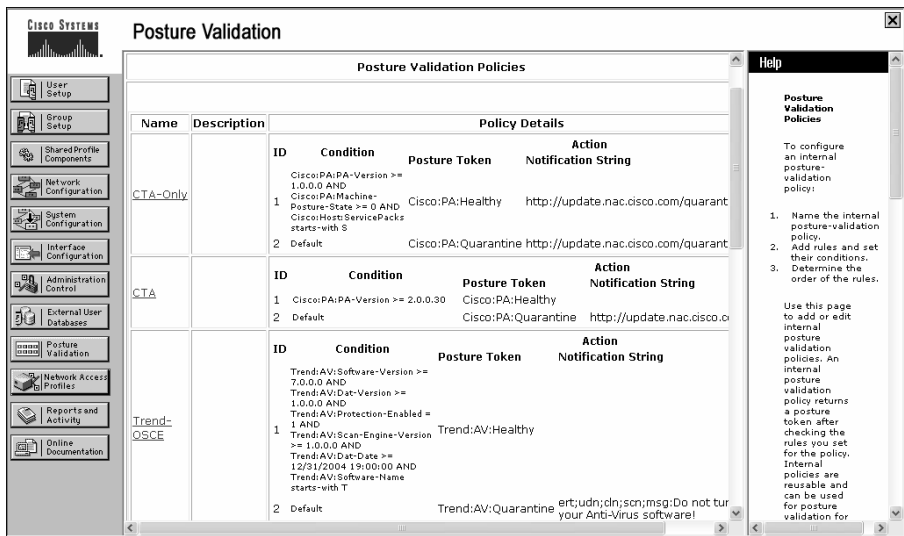 CISCO SYSTEMS
Posture Validation
User
Setup
Group
Setup
Shared Profile
Components
Network
Configuration
System
Configuration
Interface
Configuration
Administration
Control
External User
Databases
Posture
Validation
Network Access
Profiles
Reports and
Activity
Online
Documentation
Posture Validation Policies
Name Description Policy Details
ID Condition Action
Posture Token Notification String
CTA-Only
1 Cisco:PA:PA-Version >=
1.0.0.0 AND
Cisco:PA:Machine-
Posture-State >= 0 AND
Cisco:Host:ServicePacks
starts-with S
Cisco:PA:Healthy http://update.nac.cisco.com/quarant
2 Default Cisco:PA:Quarantine http://update.nac.cisco.com/quarant
ID Condition Action
Posture Token Notification String
CTA
1 Cisco:PA:PA-Version >= 2.0.0.30 Cisco:PA:Healthy
2 Default Cisco:PA:Quarantine http://update.nac.cisco.c
ID Condition Action
Posture Token Notification String
Trend-
OSCE
1 Trend:AV:Software-Version >=
7.0.0.0 AND
Trend:AV:Dat-Version >=
1.0.0.0 AND
Trend:AV:Protection-Enabled =
1 AND
Trend:AV:Scan-Engine-Version
>= 1.0.0.0 AND
Trend:AV:Dat-Date >=
12/31/2004 19:00:00 AND
Trend:AV:Software-Name
starts-with T
Trend:AV:Healthy
2 Default Trend:AV:Quarantine ert;udn;cln;scn;msg:Do not tur
your Anti-Virus software!
Help
Posture
Validation
Policies
To configure
an internal
posture-
validation
policy:
1. Name the internal
posture-validation
policy.
2. Add rules and set
their conditions.
3. Determine the
order of the rules.
Use this page
to add or edit
internal
posture
validation
policies. An
internal
posture
validation
policy returns
a posture
token after
checking the
rules you set
for the policy.
Internal
policies are
reusable and
can be used
for posture
validation for